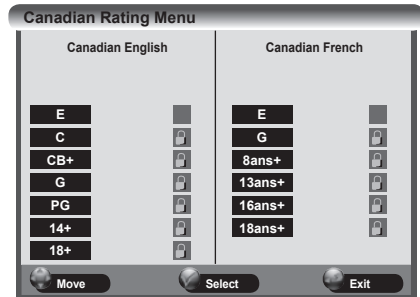 Canadian Rating Menu
Canadian English
Canadian French
E
C
CB+
G
PG
14+
18+
E
G
8ans+
13ans+
16ans+
18ans+
Move
Select
Exit